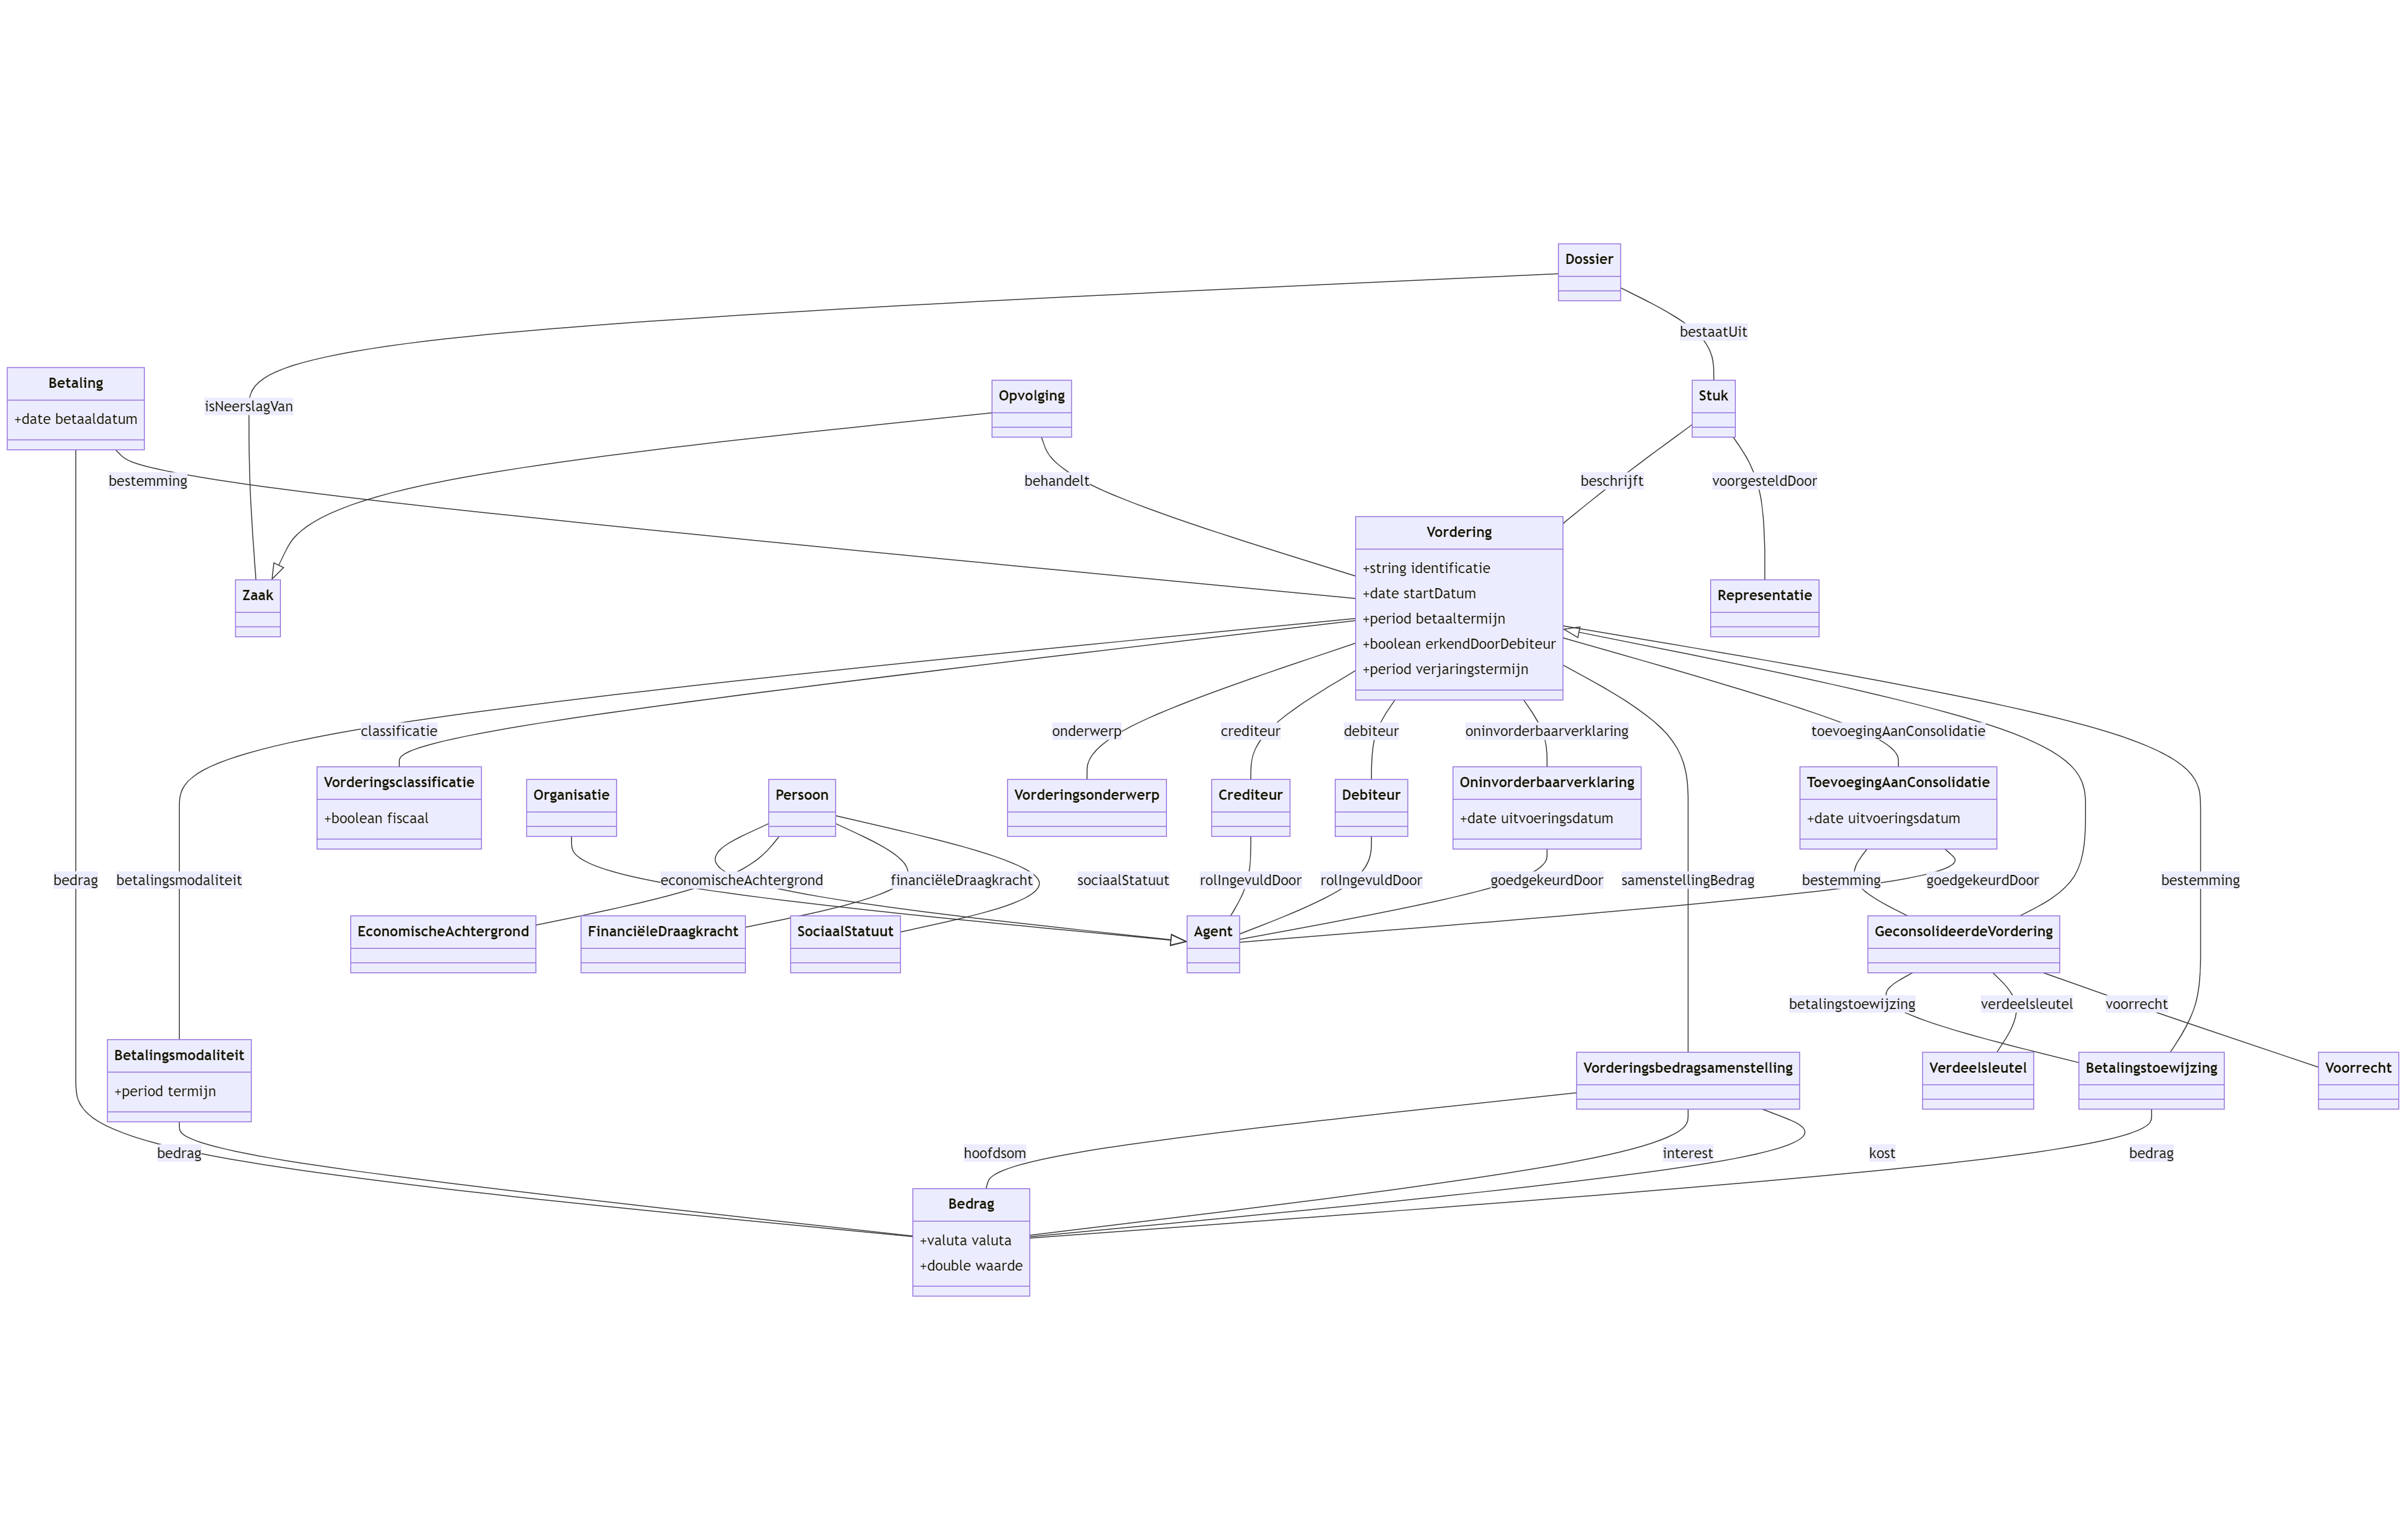 Dossier
bestaatUit
Betaling
+date betaaldatum
isNeerslagVan
Opvolging
Stuk
bestemming
behandelt
beschrijft
voorgesteldDoor
Vordering
+string identificatie
+date startDatum
+period betaaltermijn
+boolean erkendDoorDebiteur
+period verjaringstermijn
Zaak
Representatie
classificatie
onderwerp
crediteur
debiteur
oninvorderbaarverklaring
toevoegingAanConsolidatie
Vorderingsclassificatie
+boolean fiscaal
Organisatie
Persoon
Vorderingsonderwerp
Crediteur
Debiteur
Oninvorderbaarverklaring
+date uitvoeringsdatum
ToevoegingAanConsolidatie
+date uitvoeringsdatum
bedrag
betalingsmodaliteit
economischeAchtergrond
financiëleDraagkracht
sociaalStatuut
rolIngevuldDoor
rolIngevuldDoor
goedgekeurdDoor
samenstellingBedrag
bestemming
goedgekeurdDoor
bestemming
EconomischeAchtergrond
FinanciëleDraagkracht
SociaalStatuut
Agent
GeconsolideerdeVordering
betalingstoewijzing
verdeelsleutel
voorrecht
Betalingsmodaliteit
+period termijn
Vorderingsbedragsamenstelling
Verdeelsleutel
Betalingstoewijzing
Voorrecht
bedrag
hoofdsom
interest
kost
bedrag
Bedrag
+valuta valuta
+double waarde